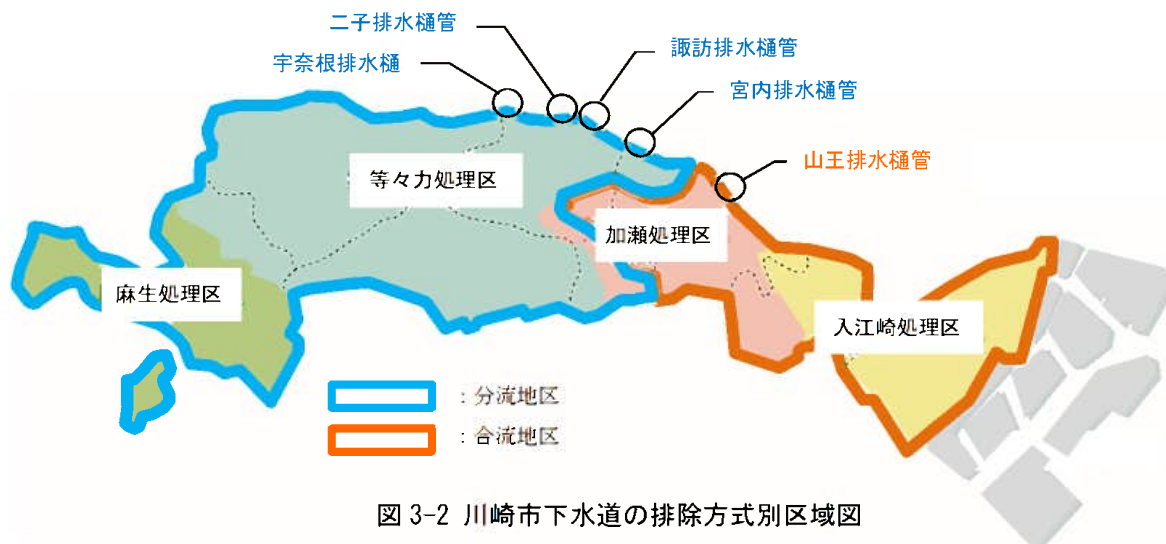 二子排水樋管
諏訪排水樋管
宇奈根排水樋
宮内排水樋管
山王排水樋管
等々力処理区
加瀬処理区
麻生処理区
入江崎処理区
：分流地区
：合流地区
図 3-2 川崎市下水道の排除方式別区域図